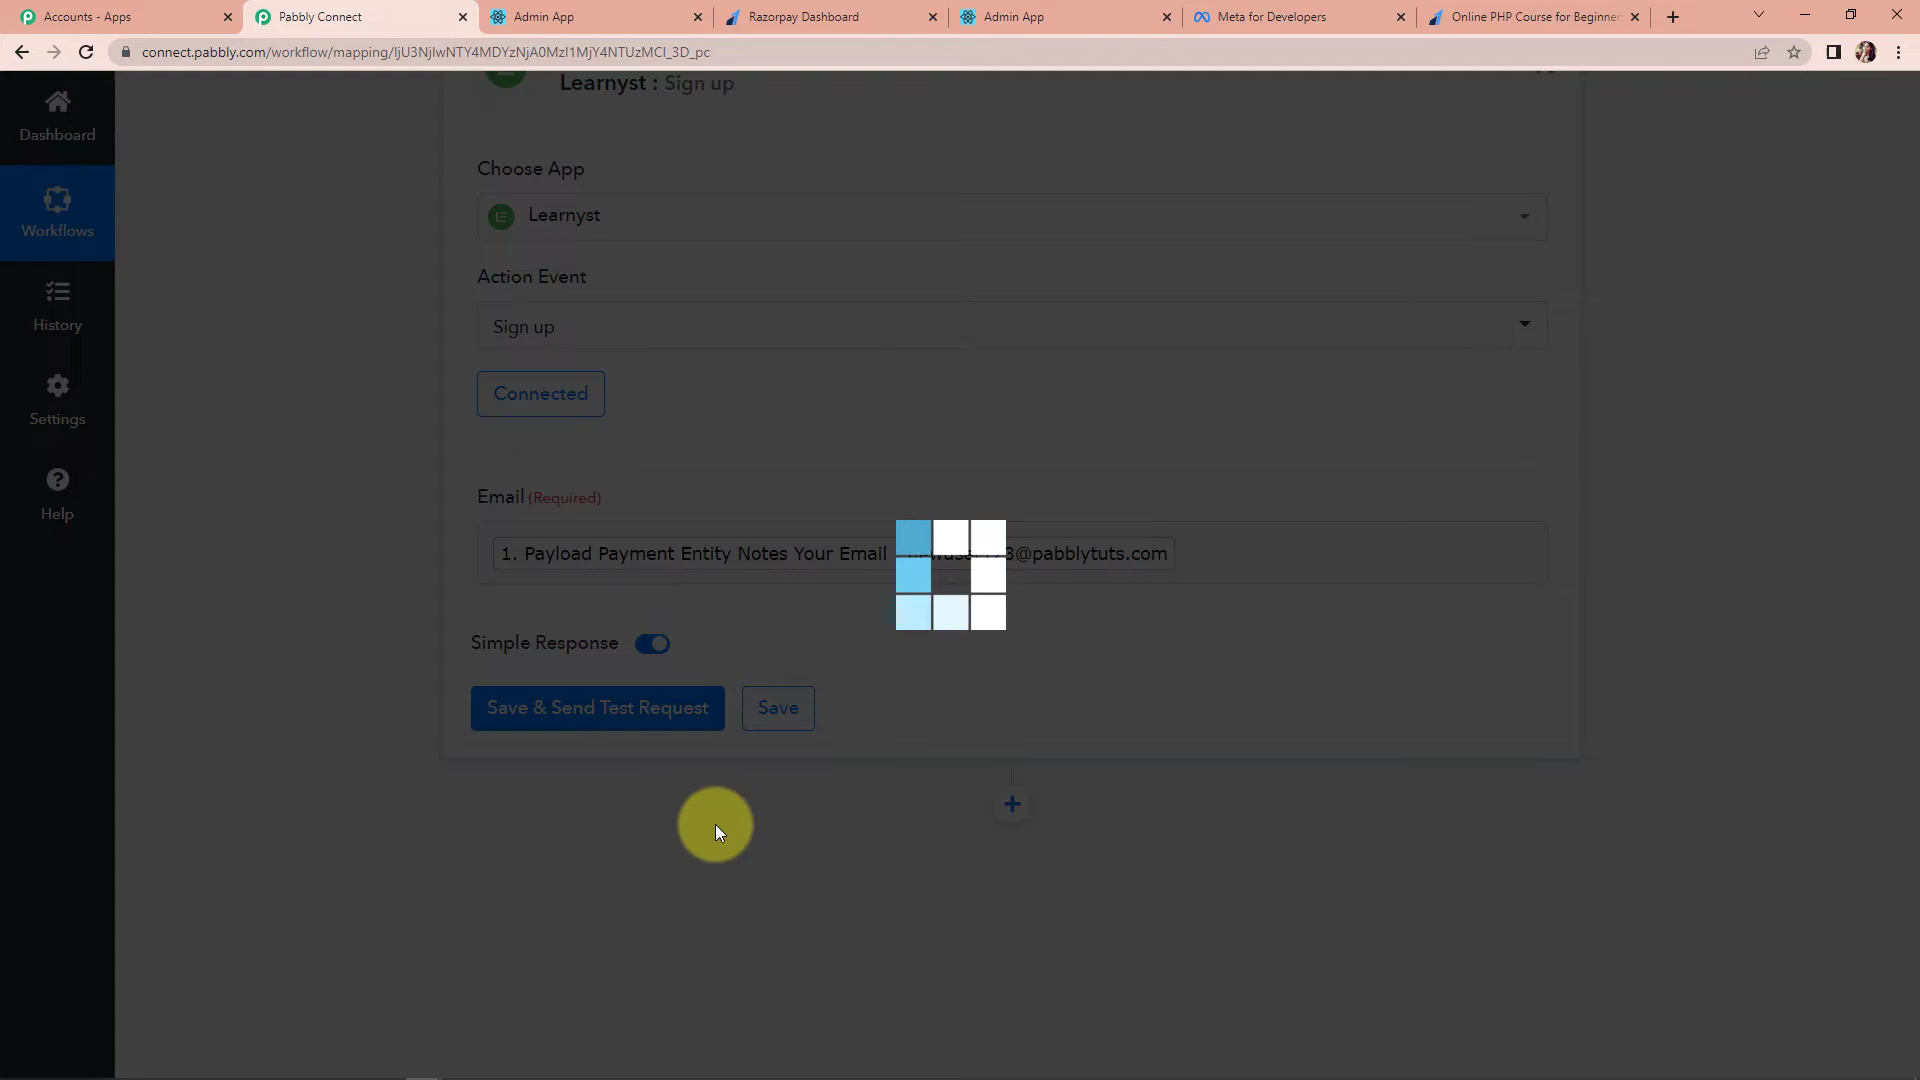 Accounts - Apps
Pabbly Connect
Admin App
Razorpay Dashboard
Admin App
Meta for Developers
Online PHP Course for Beginner
connect.pabbly.com/workflow/mapping/
Learnyst : Sign up
Dashboard
Workflows
History
Settings
Help
Choose App
Learnyst
Action Event
Sign up
Connected
Email (Required)
1. Payload Payment Entity Notes Your Email
3@pabblytuts.com
Simple Response
Save & Send Test Request
Save